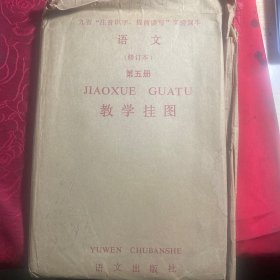 九省“注音识字，提前读写”实验课本
语文
（修订本）
第五册
JIAOXUE GUATU
教学挂图
YUWEN CHUBANSHE
语文出版社